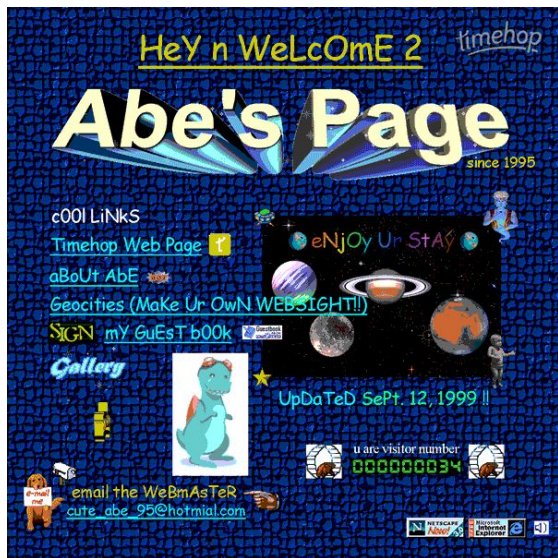 HeY n WeLcOmE 2
timehop
Abe's Page
since 1995
c00l LiNkS
eNjOy Ur StAy
Timehop Web Page t
aBoUt AbE
Geocities (MaKe Ur OwN WEBSIGHT!!)
SIGN mY GuEsT b00k Guestbook
Gallery
UpDaTeD SePt. 12, 1999 !!
u are visitor number
000000034
e-mail
me
email the WeBmAsTeR
cute_abe_95@hotmial.com
N NETSCAPE
Now!
Microsoft
Internet
Explorer